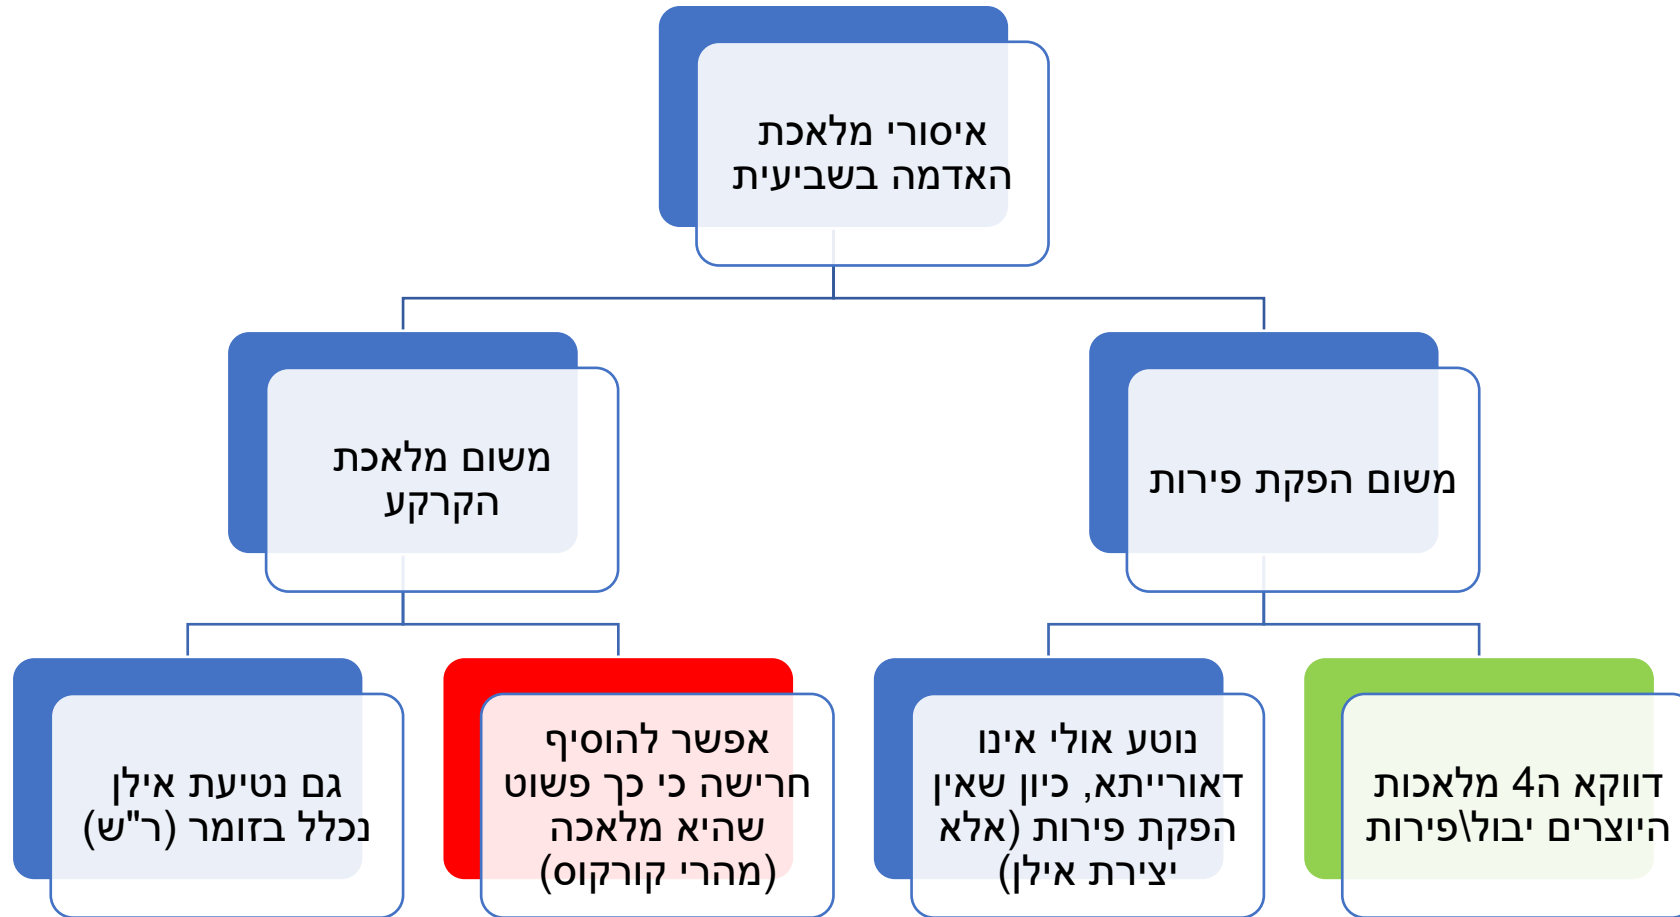 איסורי מלאכת
האדמה בשביעית
משום הפקת פירות
משום מלאכת
הקרקע
דווקא ה4 מלאכות
היוצרים יבול\פירות
נוטע אולי אינו
דאורייתא, כיון שאין
הפקת פירות (אלא
יצירת אילן)
אפשר להוסיף
חרישה כי כך פשוט
שהיא מלאכה
(מהרי קורקוס)
גם נטיעת אילן
נכלל בזומר (ר"ש)